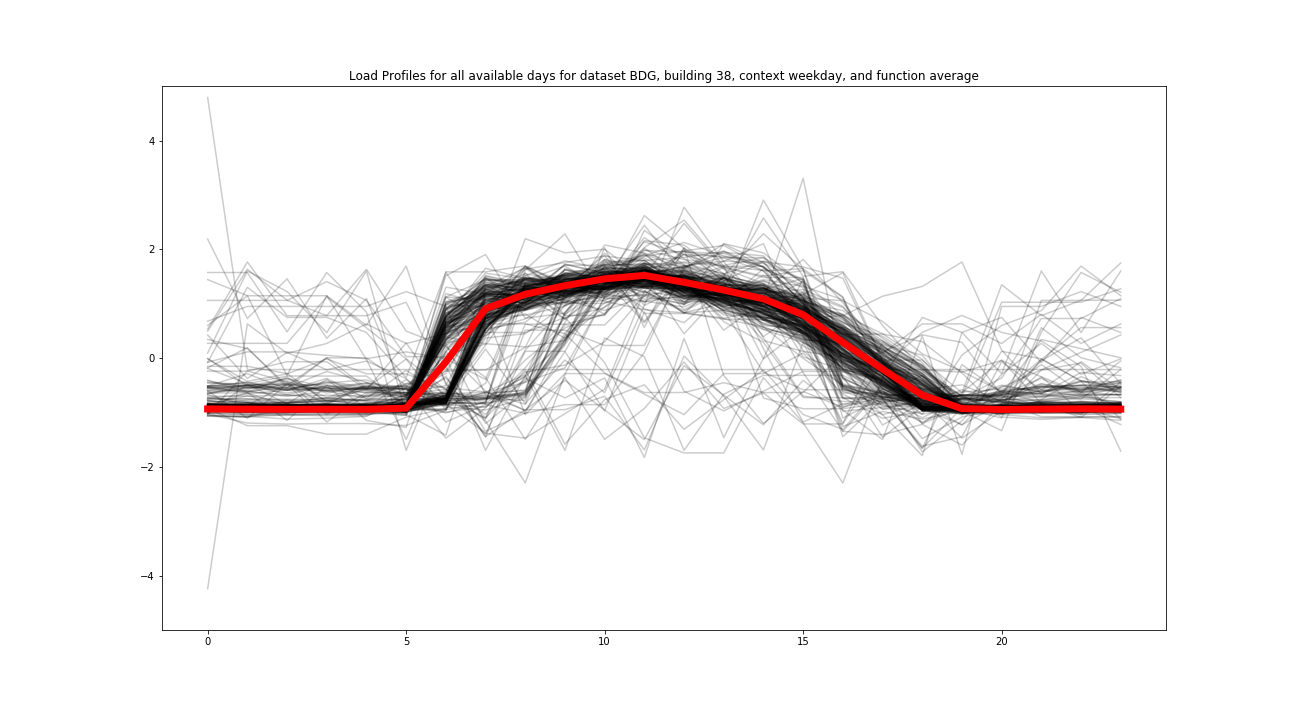 Load Profiles for all available days for dataset BDG, building 38, context weekday, and function average
4
2
0
−2
−4
0 5 10 15 20